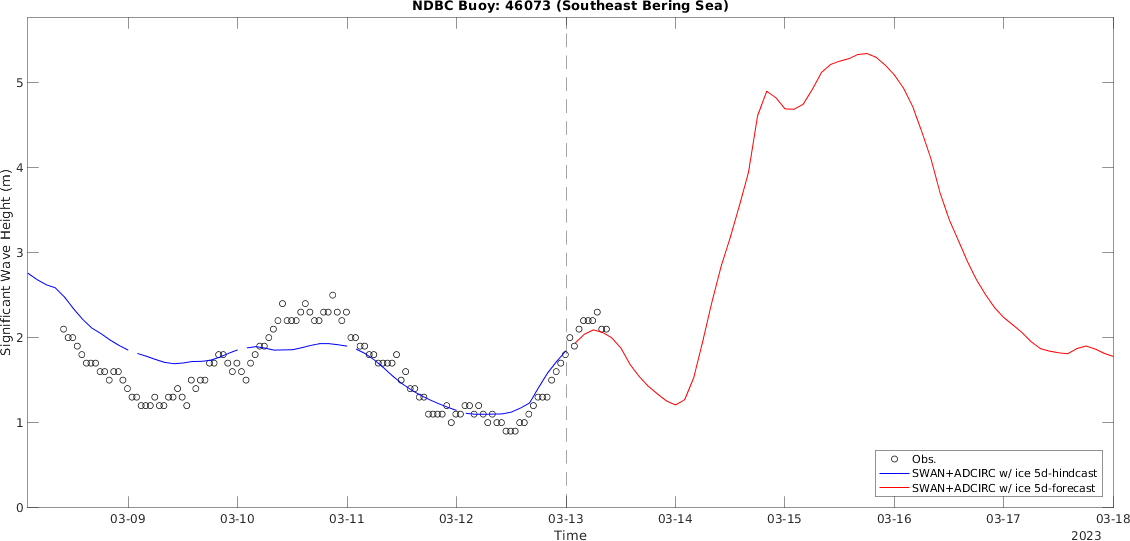 NDBC Buoy: 46073 (Southeast Bering Sea)
Significant Wave Height (m)
5
4
3
2
1
0
Obs.
SWAN+ADCIRC w/ ice 5d-hindcast
SWAN+ADCIRC w/ ice 5d-forecast
03-09 03-10 03-11 03-12 03-13 03-14 03-15 03-16 03-17 03-18
Time
2023